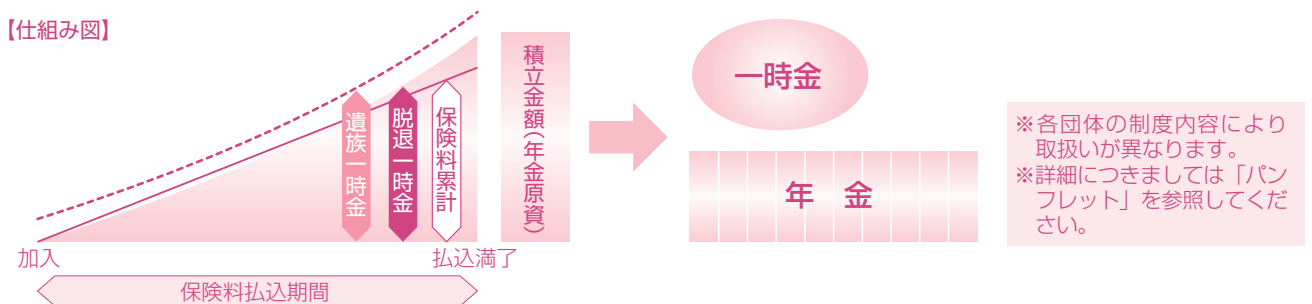 【仕組み図】
遺族一時金
脱退一時金
保険料累計
積立金額（年金原資）
加入
払込満了
保険料払込期間
一時金
年金
※各団体の制度内容により
取扱いが異なります。
※詳細につきましては「パン
フレット」を参照してくだ
さい。